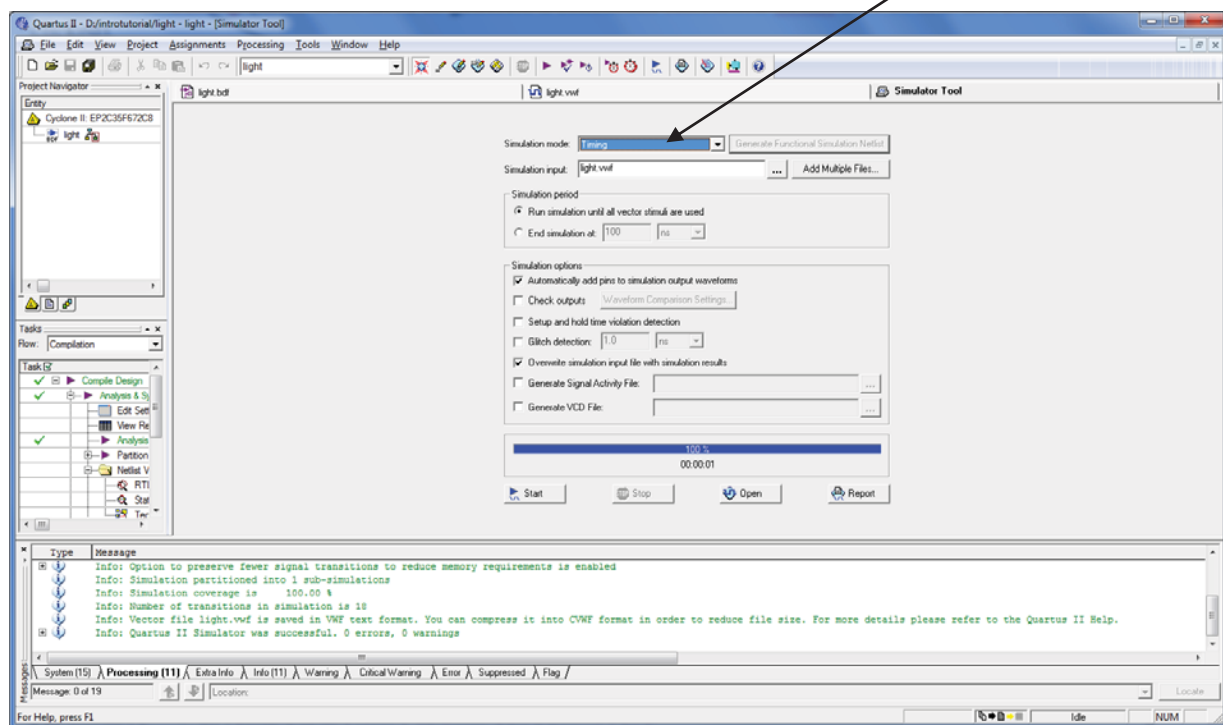 Quartus II - D:/introtutorial/light - light - [Simulator Tool]
File Edit View Project Assignments Processing Tools Window Help
light
Project Navigator
light.bdf
light.vwf
Simulator Tool
Entity
Cyclone II: EP2C35F672C8
light
Simulation mode: Timing
Generate Functional Simulation Netlist
Simulation input: light.vwf
...
Add Multiple Files...
Simulation period
Run simulation until all vector stimuli are used
End simulation at: 100 ns
Simulation options
Automatically add pins to simulation output waveforms
Check outputs Waveform Comparison Settings...
Setup and hold time violation detection
Glitch detection: 1.0 ns
Overwrite simulation input file with simulation results
Generate Signal Activity File: ...
Generate VCD File: ...
100 %
00:00:01
Start Stop Open Report
Tasks
Flow: Compilation
Task
Compile Design
Analysis & Sy
Edit Sett
View Re
Analysis
Partition
Netlist V
RTI
Stat
Tec
Type Message
Info: Option to preserve fewer signal transitions to reduce memory requirements is enabled
Info: Simulation partitioned into 1 sub-simulations
Info: Simulation coverage is 100.00 %
Info: Number of transitions in simulation is 18
Info: Vector file light.vwf is saved in VWF text format. You can compress it into CVWF format in order to reduce file size. For more details please refer to the Quartus II Help.
Info: Quartus II Simulator was successful. 0 errors, 0 warnings
System (15) Processing (11) Extra Info Info (11) Warning Critical Warning Error Suppressed Flag
Messages
Message: 0 of 19
Location:
Locate
For Help, press F1
Idle
NUM